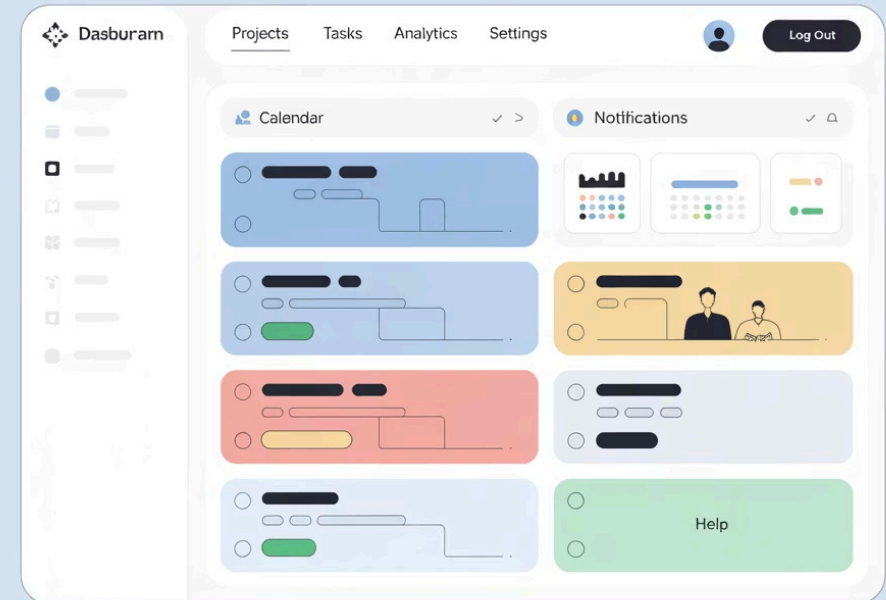 Dasburam
Projects Tasks Analytics Settings
Log Out
Calendar
Notifications
Help